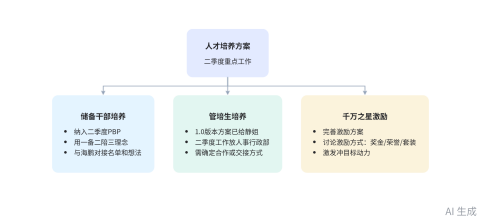 人才培养方案
二季度重点工作
储备干部培养
• 纳入二季度PBP
• 用一备二陪三理念
• 与海鹏对接名单和想法
管培生培养
• 1.0版本方案已给静姐
• 二季度工作放人事行政部
• 需确定合作或交接方式
千万之星激励
• 完善激励方案
• 讨论激励方式：奖金/荣誉/套装
• 激发冲目标动力
AI 生成